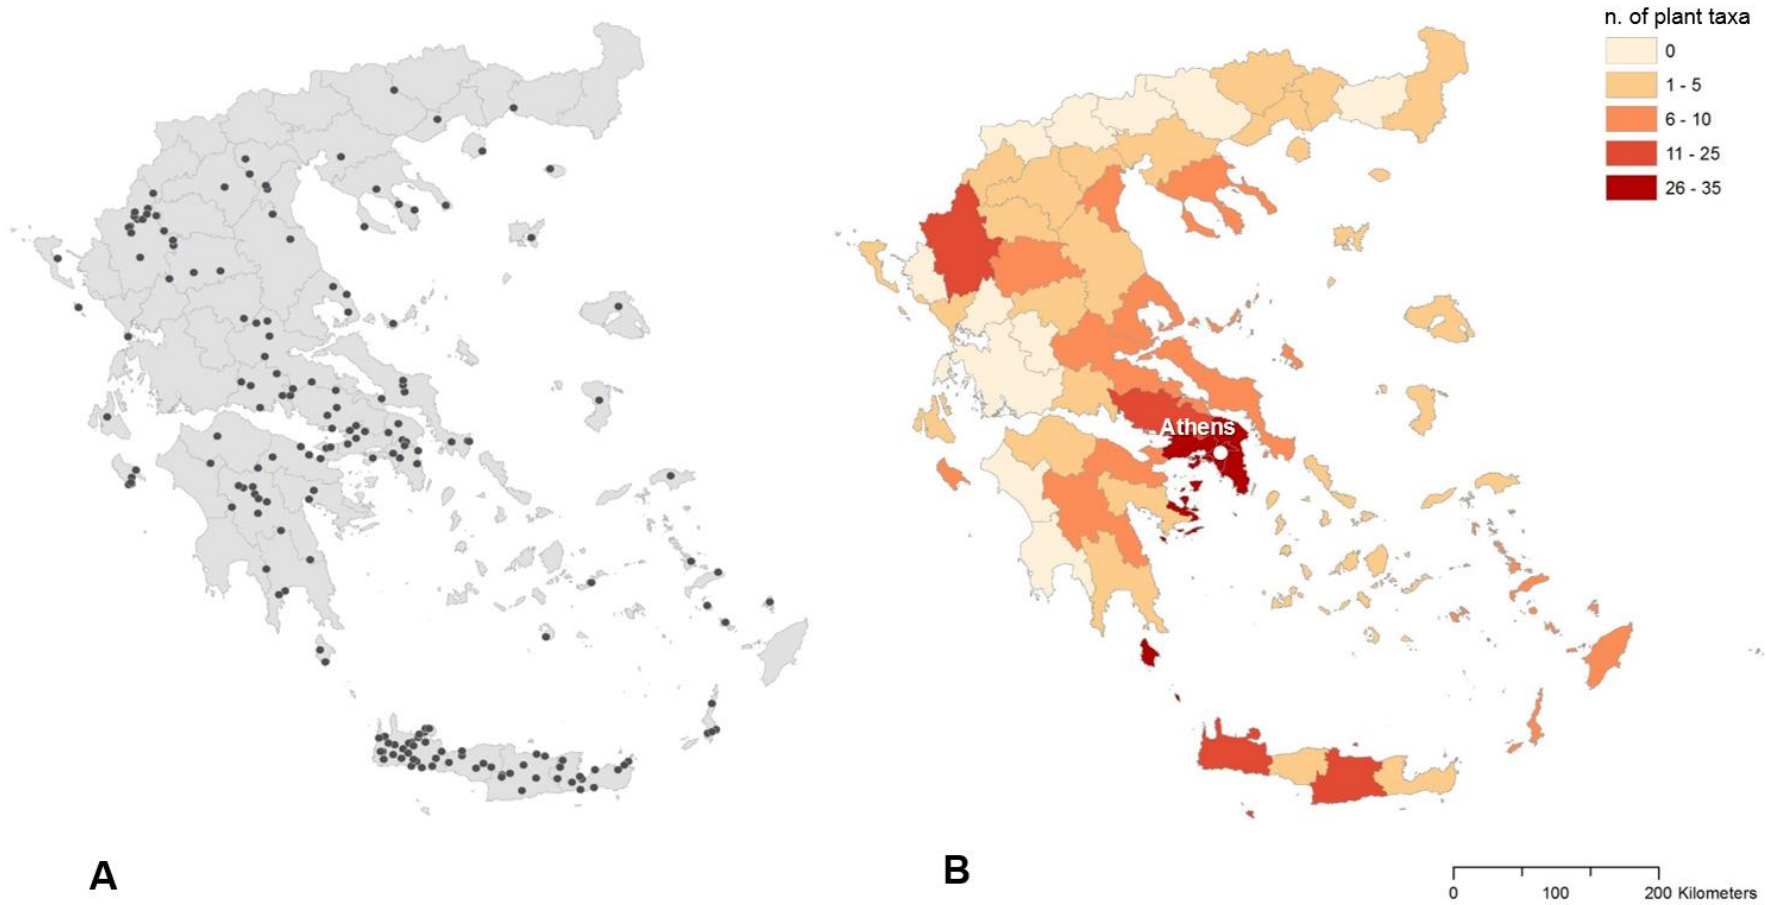 n. of plant taxa
0
1 - 5
6 - 10
11 - 25
26 - 35
Athens
A
B
0 100 200 Kilometers